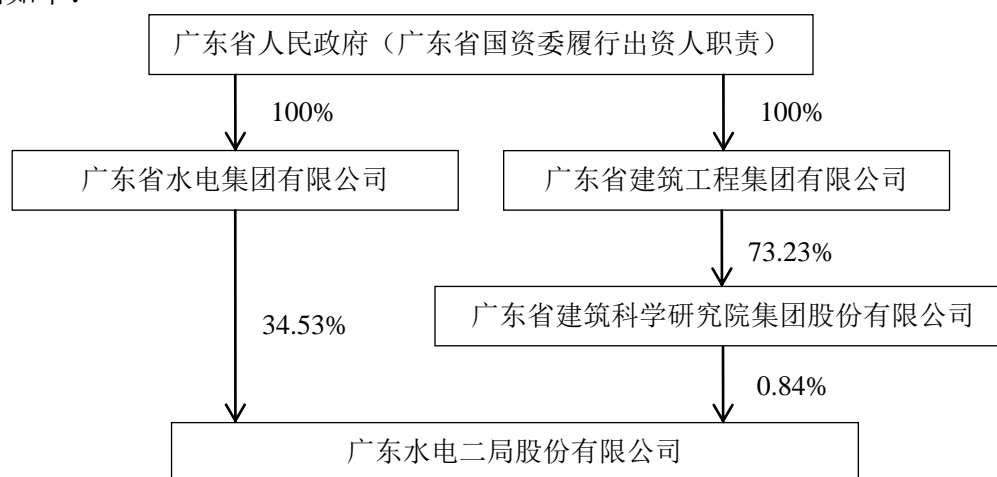 广东省人民政府（广东省国资委履行出资人职责）
100%
100%
广东省水电集团有限公司
广东省建筑工程集团有限公司
73.23%
广东省建筑科学研究院集团股份有限公司
34.53%
0.84%
广东水电二局股份有限公司